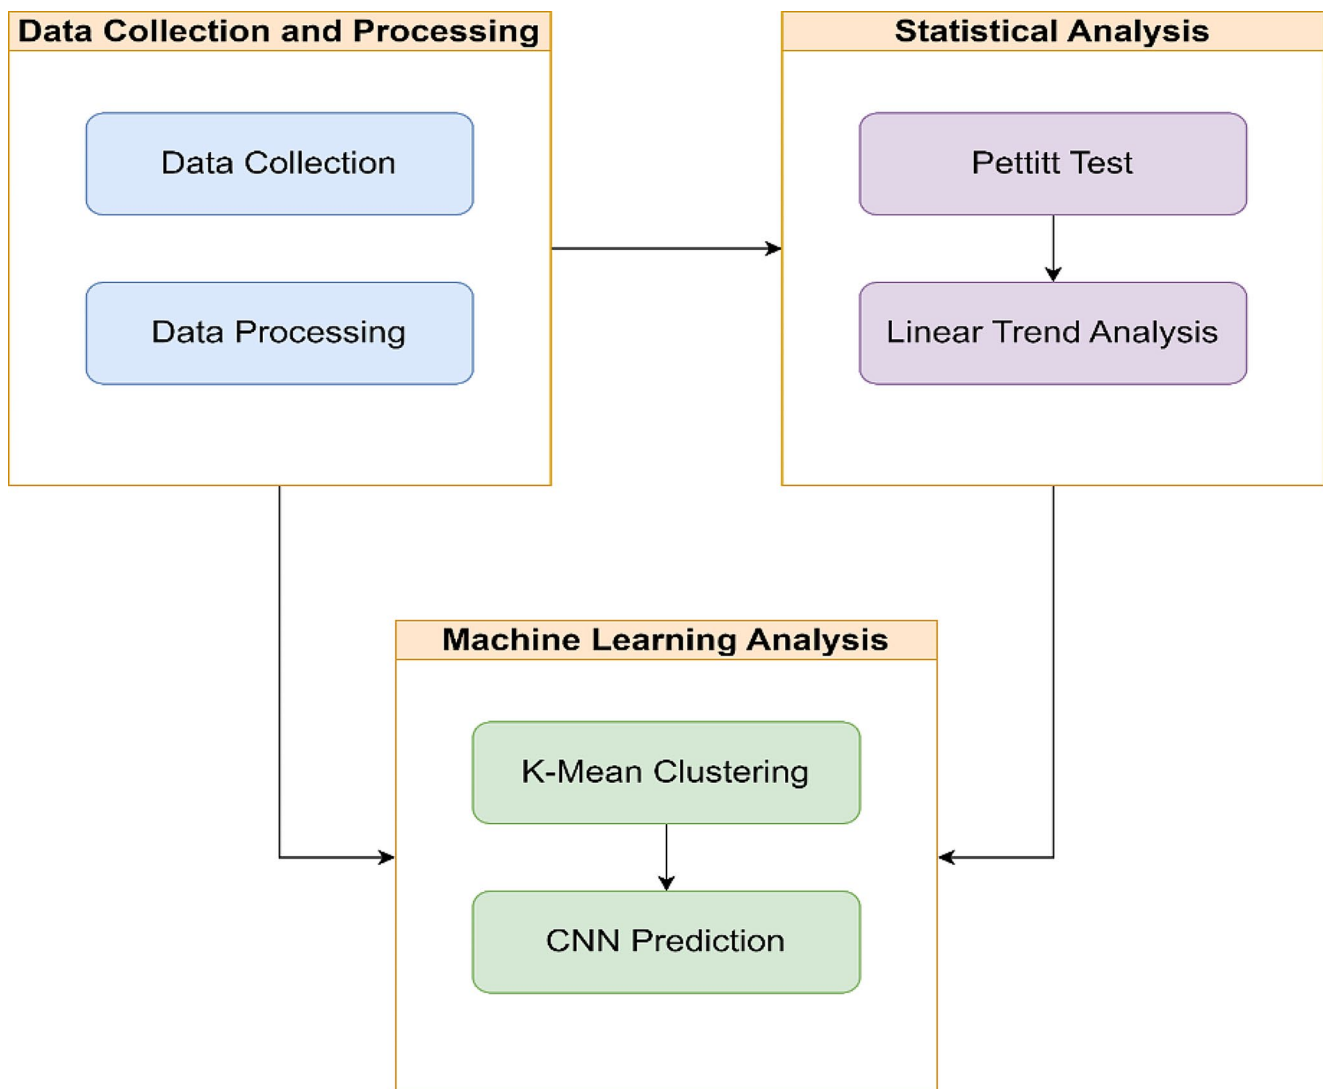 Data Collection and Processing
Data Collection
Data Processing
Statistical Analysis
Pettitt Test
Linear Trend Analysis
Machine Learning Analysis
K-Mean Clustering
CNN Prediction